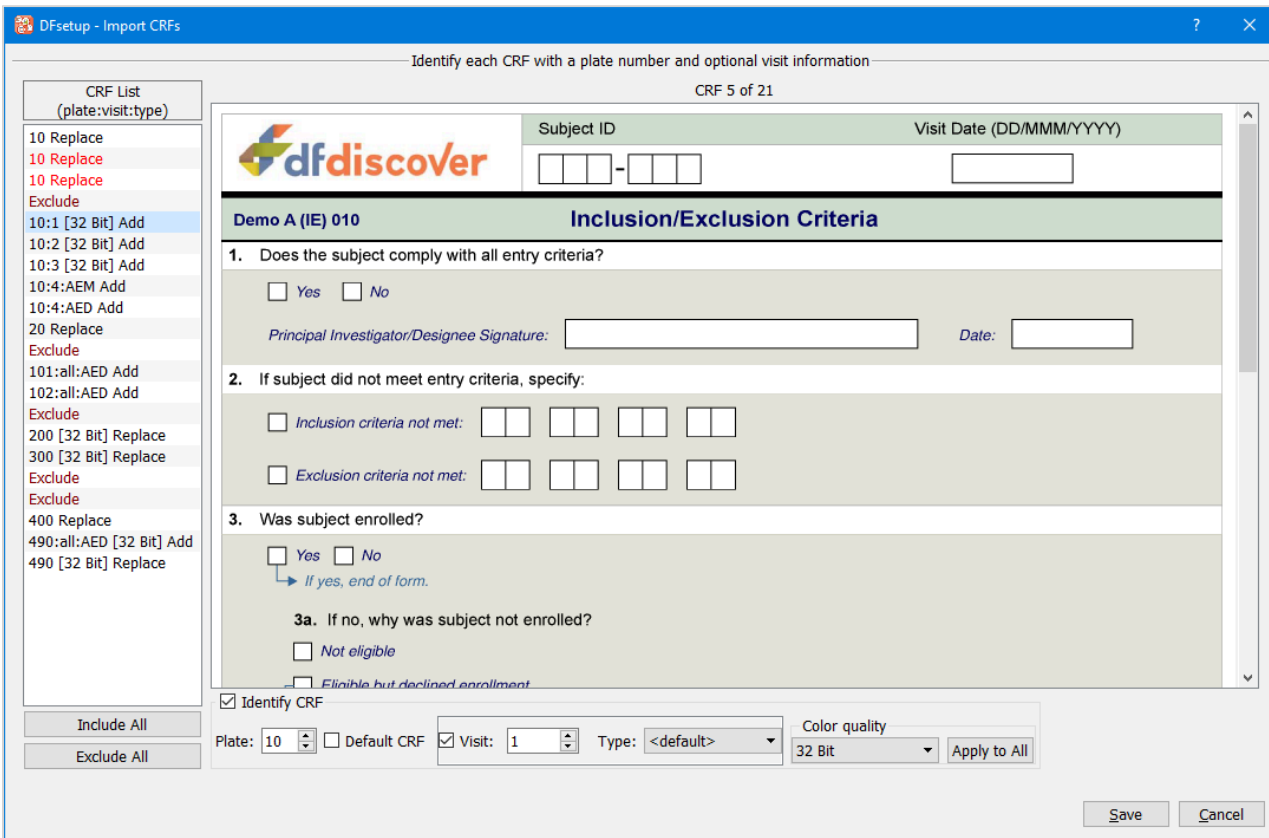 DFsetup - Import CRFs
Identify each CRF with a plate number and optional visit information
CRF List
(plate:visit:type)
10 Replace
10 Replace
10 Replace
Exclude
10:1 [32 Bit] Add
10:2 [32 Bit] Add
10:3 [32 Bit] Add
10:4:AEM Add
10:4:AED Add
20 Replace
Exclude
101:all:AED Add
102:all:AED Add
Exclude
200 [32 Bit] Replace
300 [32 Bit] Replace
Exclude
Exclude
400 Replace
490:all:AED [32 Bit] Add
490 [32 Bit] Replace
Include All
Exclude All
CRF 5 of 21
dfdiscover
Subject ID
Visit Date (DD/MMM/YYYY)
-
Demo A (IE) 010
Inclusion/Exclusion Criteria
1. Does the subject comply with all entry criteria?
Yes No
Principal Investigator/Designee Signature: Date:
2. If subject did not meet entry criteria, specify:
Inclusion criteria not met:
Exclusion criteria not met:
3. Was subject enrolled?
Yes No
If yes, end of form.
3a. If no, why was subject not enrolled?
Not eligible
Eligible but declined enrollment
Identify CRF
Plate: 10 Default CRF Visit: 1 Type: <default>
Color quality
32 Bit Apply to All
Save Cancel